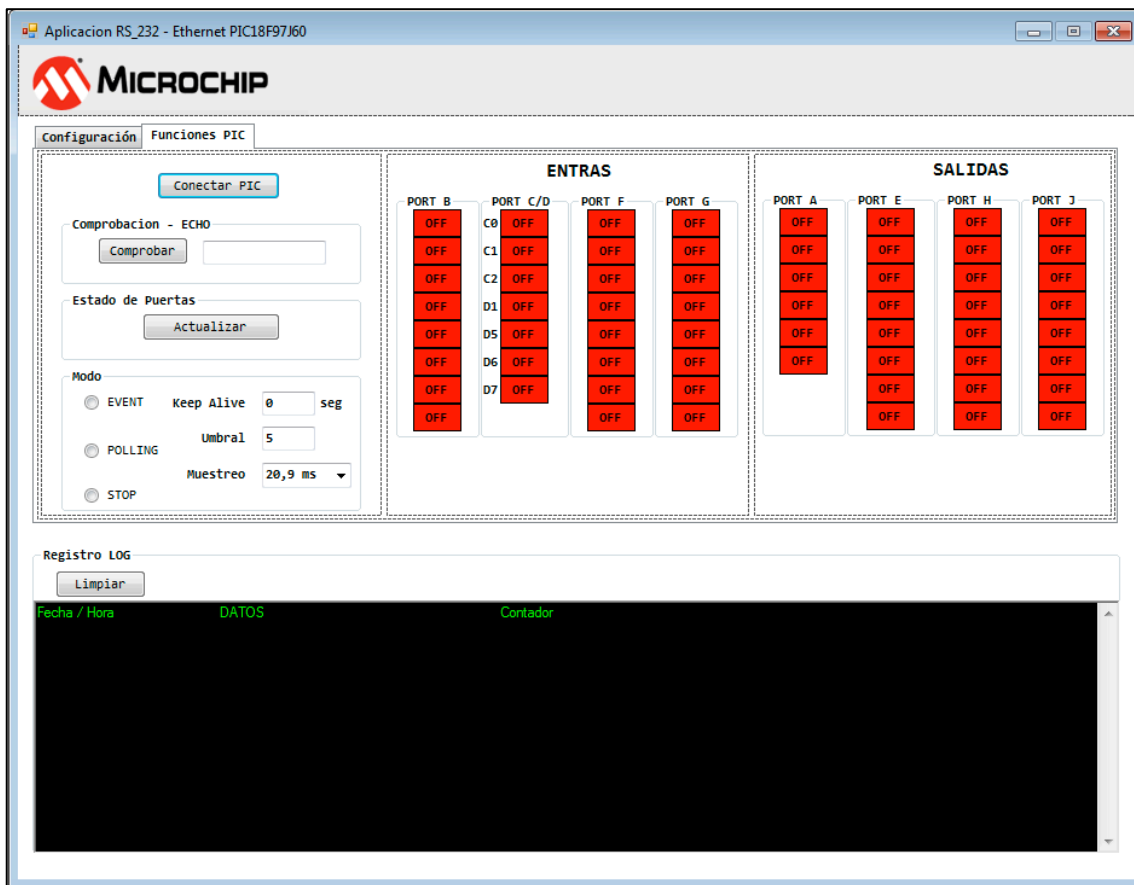 Aplicacion RS_232 - Ethernet PIC18F97J60
MICROCHIP
Configuración Funciones PIC
Conectar PIC
Comprobacion - ECHO
Comprobar
Estado de Puertas
Actualizar
Modo
EVENT Keep Alive 0 seg
Umbral 5
POLLING
Muestreo 20,9 ms
STOP
ENTRAS
PORT B PORT C/D PORT F PORT G
OFF C0 OFF OFF OFF
OFF C1 OFF OFF OFF
OFF C2 OFF OFF OFF
OFF D1 OFF OFF OFF
OFF D5 OFF OFF OFF
OFF D6 OFF OFF OFF
OFF D7 OFF OFF OFF
OFF OFF OFF
SALIDAS
PORT A PORT E PORT H PORT J
OFF OFF OFF OFF
OFF OFF OFF OFF
OFF OFF OFF OFF
OFF OFF OFF OFF
OFF OFF OFF OFF
OFF OFF OFF OFF
OFF OFF OFF
OFF OFF OFF
Registro LOG
Limpiar
Fecha / Hora DATOS Contador